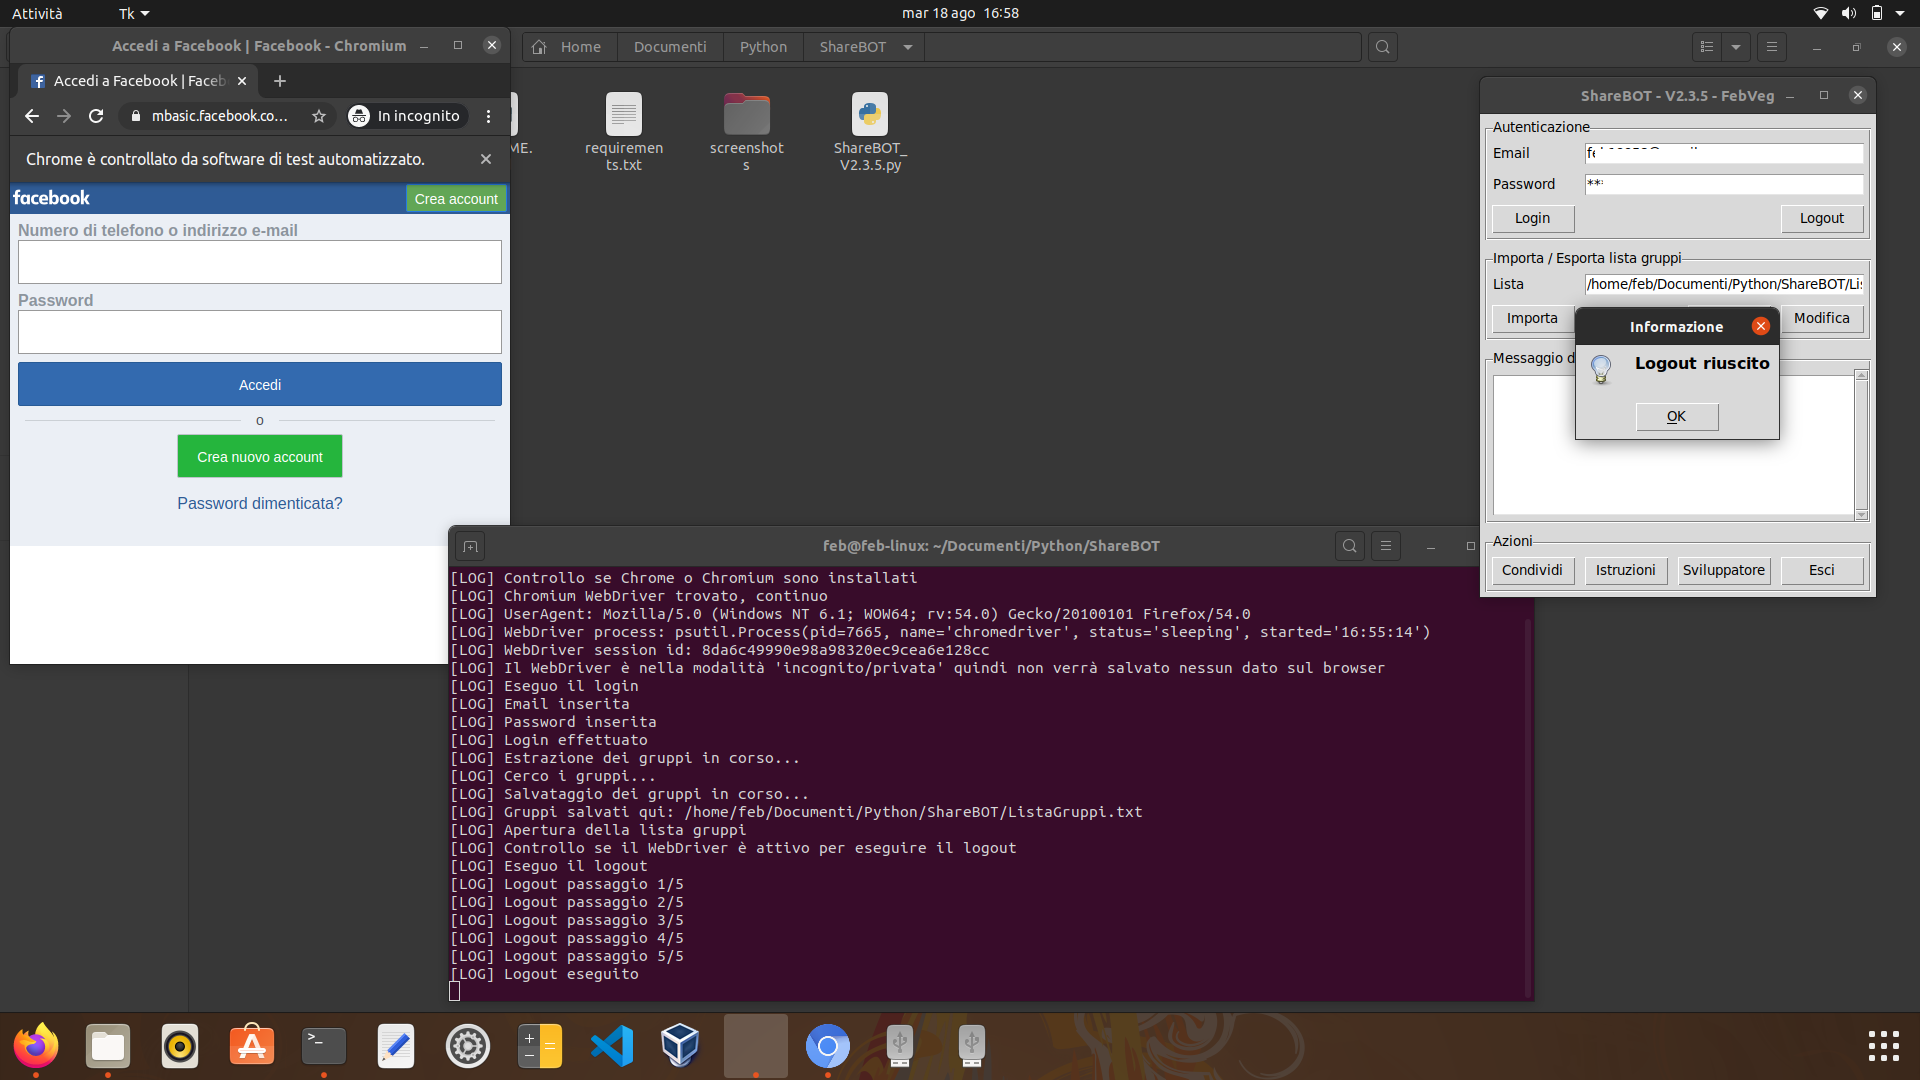 Attività
Tk
mar 18 ago 16:58
Accedi a Facebook | Facebook - Chromium
Accedi a Facebook | Faceb
mbasic.facebook.co...
In incognito
Chrome è controllato da software di test automatizzato.
facebook
Crea account
Numero di telefono o indirizzo e-mail
Password
Accedi
o
Crea nuovo account
Password dimenticata?
Home
Documenti
Python
ShareBOT
ME.
requiremen
ts.txt
screenshot
s
ShareBOT_
V2.3.5.py
ShareBOT - V2.3.5 - FebVeg
Autenticazione
Email
Password
Login
Logout
Importa / Esporta lista gruppi
Lista
/home/feb/Documenti/Python/ShareBOT/Lis
Importa
Modifica
Messaggio d
Informazione
Logout riuscito
OK
Azioni
Condividi
Istruzioni
Sviluppatore
Esci
feb@feb-linux: ~/Documenti/Python/ShareBOT
[LOG] Controllo se Chrome o Chromium sono installati
[LOG] Chromium WebDriver trovato, continuo
[LOG] UserAgent: Mozilla/5.0 (Windows NT 6.1; WOW64; rv:54.0) Gecko/20100101 Firefox/54.0
[LOG] WebDriver process: psutil.Process(pid=7665, name='chromedriver', status='sleeping', started='16:55:14')
[LOG] WebDriver session id: 8da6c49990e98a98320ec9cea6e128cc
[LOG] Il WebDriver è nella modalità 'incognito/privata' quindi non verrà salvato nessun dato sul browser
[LOG] Eseguo il login
[LOG] Email inserita
[LOG] Password inserita
[LOG] Login effettuato
[LOG] Estrazione dei gruppi in corso...
[LOG] Cerco i gruppi...
[LOG] Salvataggio dei gruppi in corso...
[LOG] Gruppi salvati qui: /home/feb/Documenti/Python/ShareBOT/ListaGruppi.txt
[LOG] Apertura della lista gruppi
[LOG] Controllo se il WebDriver è attivo per eseguire il logout
[LOG] Eseguo il logout
[LOG] Logout passaggio 1/5
[LOG] Logout passaggio 2/5
[LOG] Logout passaggio 3/5
[LOG] Logout passaggio 4/5
[LOG] Logout passaggio 5/5
[LOG] Logout eseguito